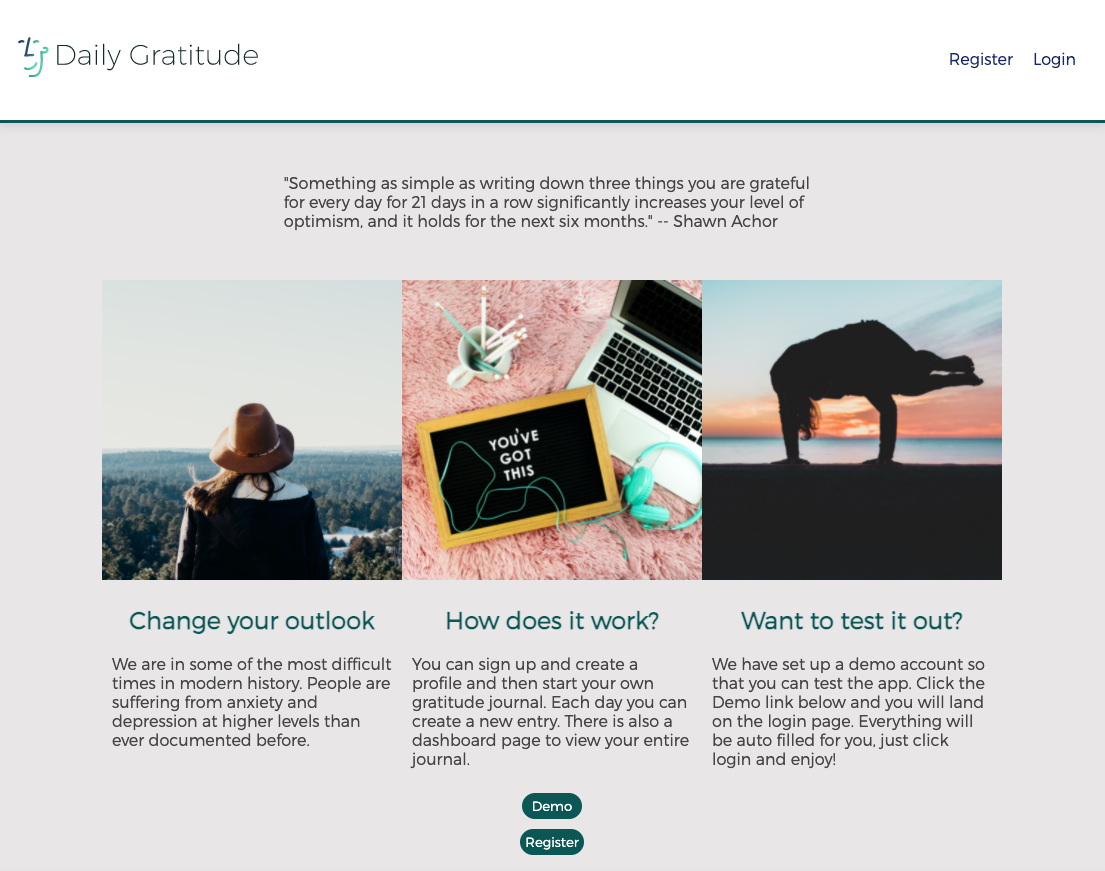 Daily Gratitude
Register Login
"Something as simple as writing down three things you are grateful
for every day for 21 days in a row significantly increases your level of
optimism, and it holds for the next six months." -- Shawn Achor
YOU'VE
GOT
THIS
Change your outlook
We are in some of the most difficult
times in modern history. People are
suffering from anxiety and
depression at higher levels than
ever documented before.
How does it work?
You can sign up and create a
profile and then start your own
gratitude journal. Each day you can
create a new entry. There is also a
dashboard page to view your entire
journal.
Want to test it out?
We have set up a demo account so
that you can test the app. Click the
Demo link below and you will land
on the login page. Everything will
be auto filled for you, just click
login and enjoy!
Demo
Register